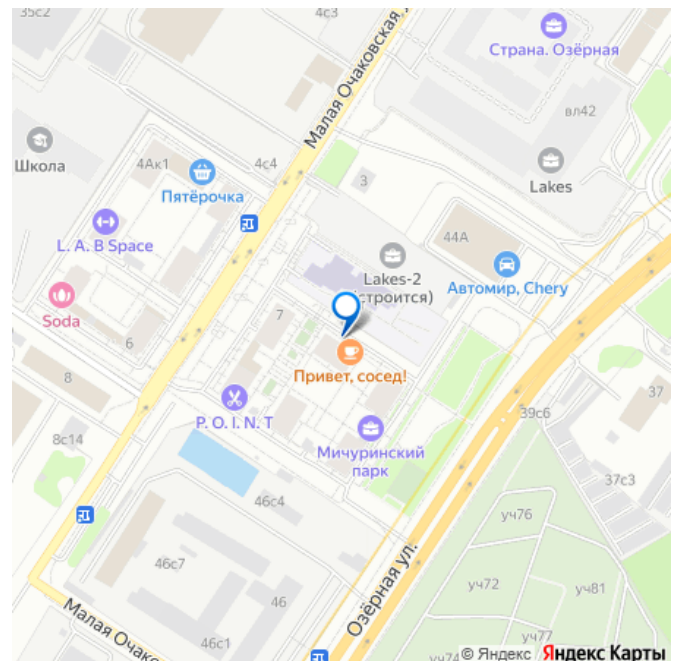 35с2
4с3
Страна. Озёрная
вл42
Малая Очаковская
Школа
4Ак1
4с4
Пятёрочка
3
Lakes
L. A. B Space
44А
Lakes-2
(строится)
Автомир, Chery
Soda
7
6
Привет, сосед!
8
37
P. O. I. N. T
39с6
Мичуринский
парк
8с14
37с3
46с4
уч76
46с7
Озёрная ул.
уч72
уч81
46
Малая Очако
46с1
уч77
уч74
© Яндекс Яндекс Карты